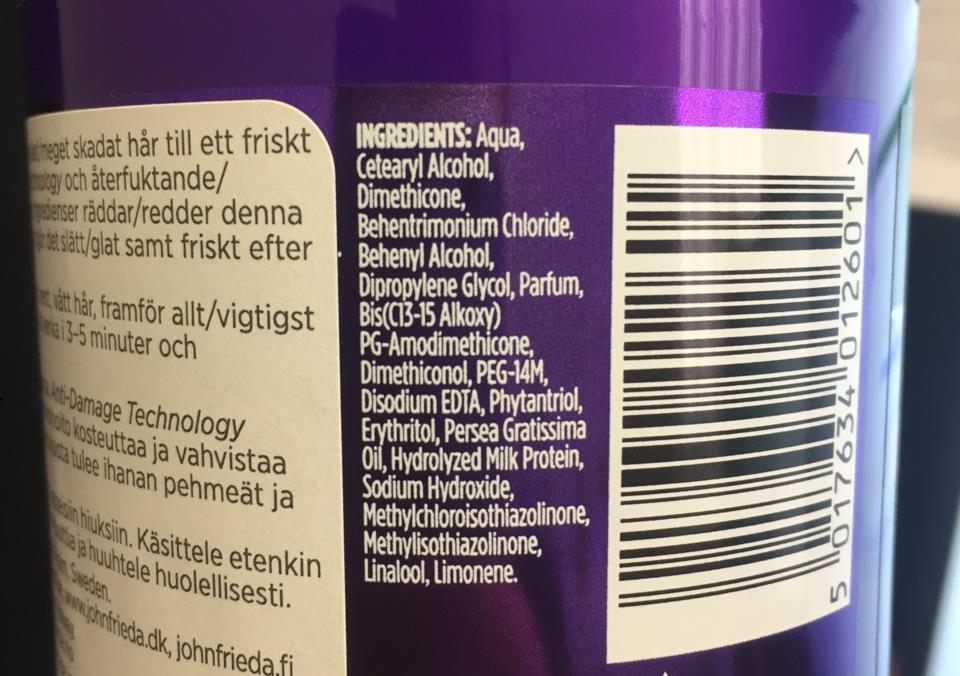 meget skadat hår till ett friskt
och återfuktande/
räddar/redder denna
det slätt/glat samt friskt efter
vått hår, framför allt/vigtigst
i 3-5 minuter och
Anti-Damage Technology
kosteuttaa ja vahvistaa
tulee ihanan pehmeät ja
hiuksiin. Käsittele etenkin
ja huuhtele huolellisesti.
Sweden.
www.johnfrieda.dk, johnfrieda.fi
INGREDIENTS: Aqua,
Cetearyl Alcohol,
Dimethicone,
Behentrimonium Chloride,
Behenyl Alcohol,
Dipropylene Glycol, Parfum,
Bis(C13-15 Alkoxy)
PG-Amodimethicone,
Dimethiconol, PEG-14M,
Disodium EDTA, Phytantriol,
Erythritol, Persea Gratissima
Oil, Hydrolyzed Milk Protein,
Sodium Hydroxide,
Methylchloroisothiazolinone,
Methylisothiazolinone,
Linalool, Limonene.
5 017634 012601 >